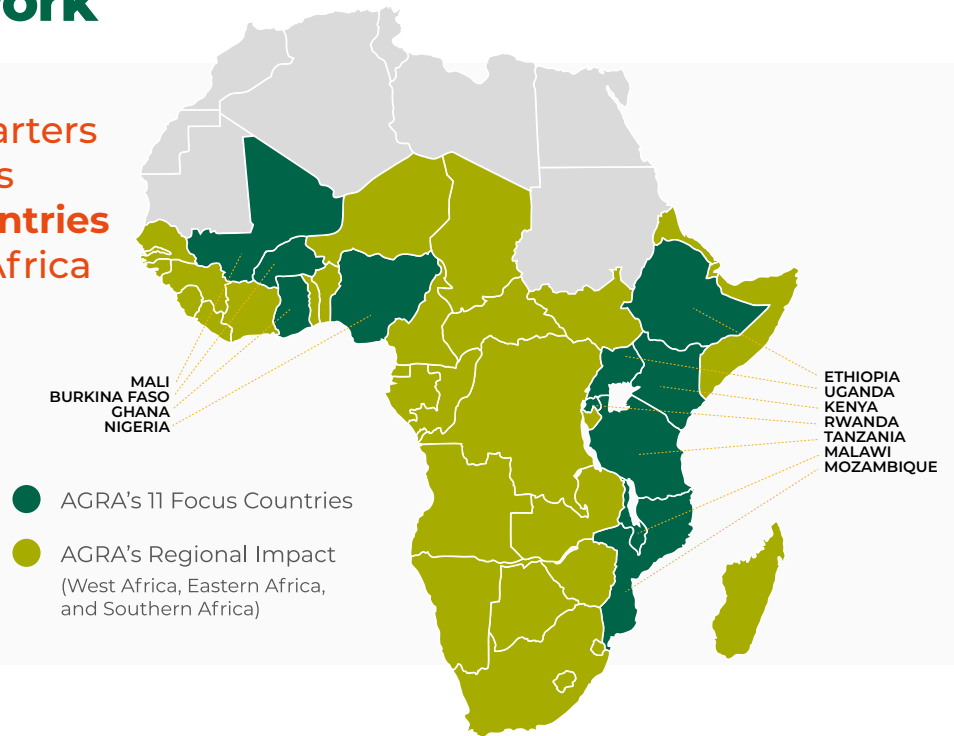 arters
s
ntries
Africa
MALI
BURKINA FASO
GHANA
NIGERIA
ETHIOPIA
UGANDA
KENYA
RWANDA
TANZANIA
MALAWI
MOZAMBIQUE
AGRA's 11 Focus Countries
AGRA's Regional Impact
(West Africa, Eastern Africa,
and Southern Africa)